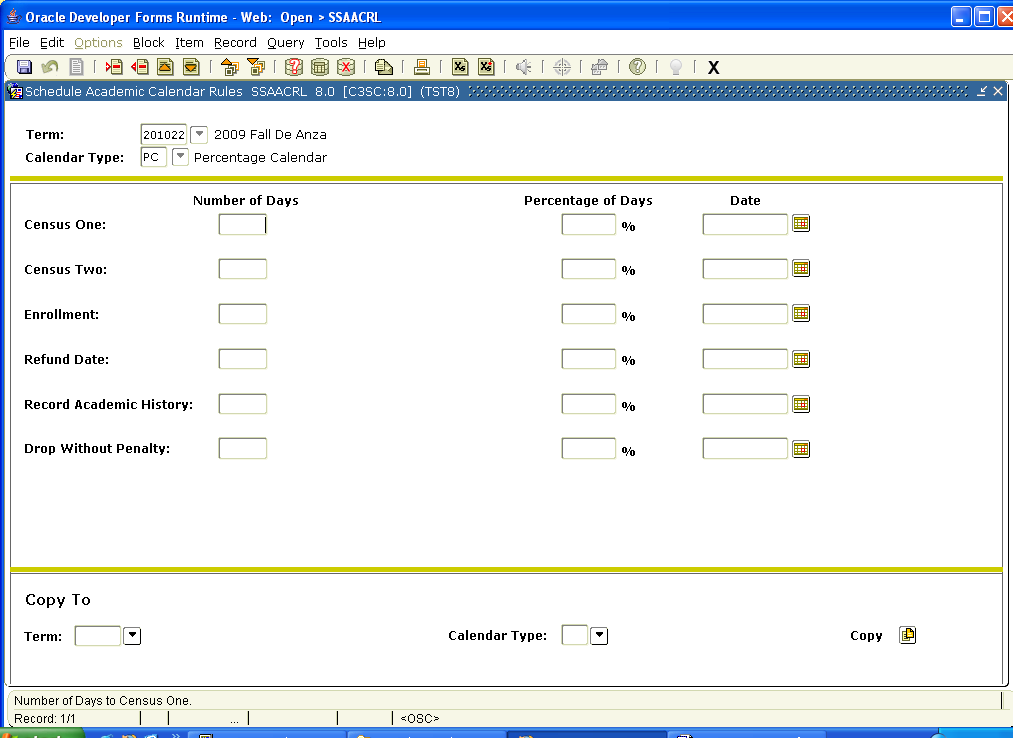 Oracle Developer Forms Runtime - Web: Open > SSAACRL
File Edit Options Block Item Record Query Tools Help
X
Schedule Academic Calendar Rules SSAACRL 8.0 [C3SC:8.0] (TST8)
Term: 201022 2009 Fall De Anza
Calendar Type: PC Percentage Calendar
Number of Days Percentage of Days Date
Census One: %
Census Two: %
Enrollment: %
Refund Date: %
Record Academic History: %
Drop Without Penalty: %
Copy To
Term: Calendar Type: Copy
Number of Days to Census One.
Record: 1/1 ... <OSC>